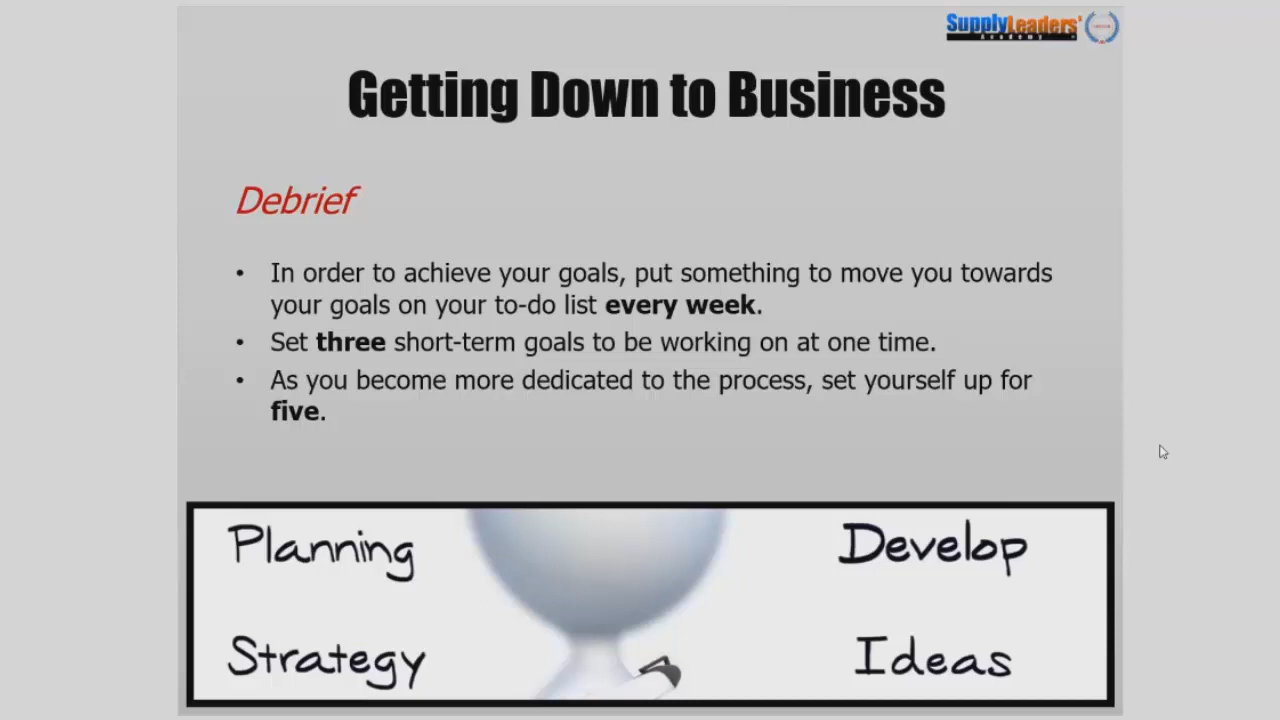 SupplyLeaders'
Academy
Getting Down to Business
Debrief
• In order to achieve your goals, put something to move you towards
your goals on your to-do list every week.
• Set three short-term goals to be working on at one time.
• As you become more dedicated to the process, set yourself up for
five.
Planning
Develop
Strategy
Ideas